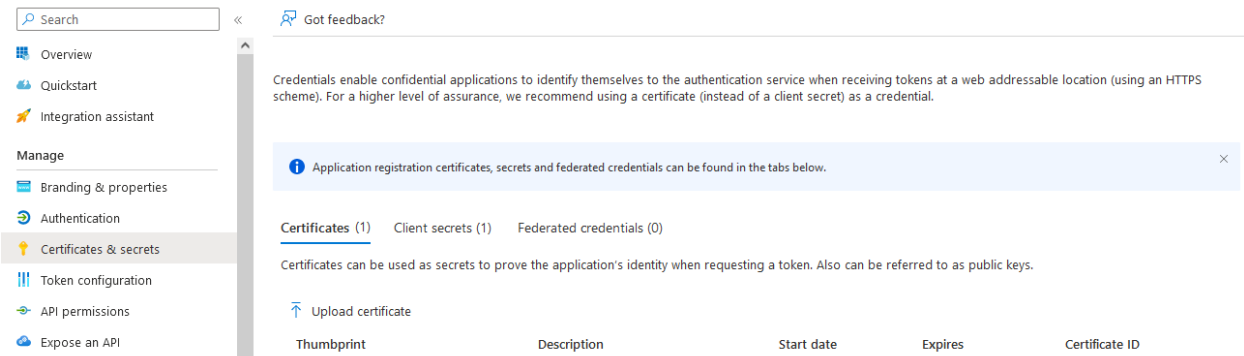 Search
«
Overview
Quickstart
Integration assistant
Manage
Branding & properties
Authentication
Certificates & secrets
Token configuration
API permissions
Expose an API
Got feedback?
Credentials enable confidential applications to identify themselves to the authentication service when receiving tokens at a web addressable location (using an HTTPS
scheme). For a higher level of assurance, we recommend using a certificate (instead of a client secret) as a credential.
Application registration certificates, secrets and federated credentials can be found in the tabs below.
Certificates (1) Client secrets (1) Federated credentials (0)
Certificates can be used as secrets to prove the application's identity when requesting a token. Also can be referred to as public keys.
Upload certificate
Thumbprint Description Start date Expires Certificate ID